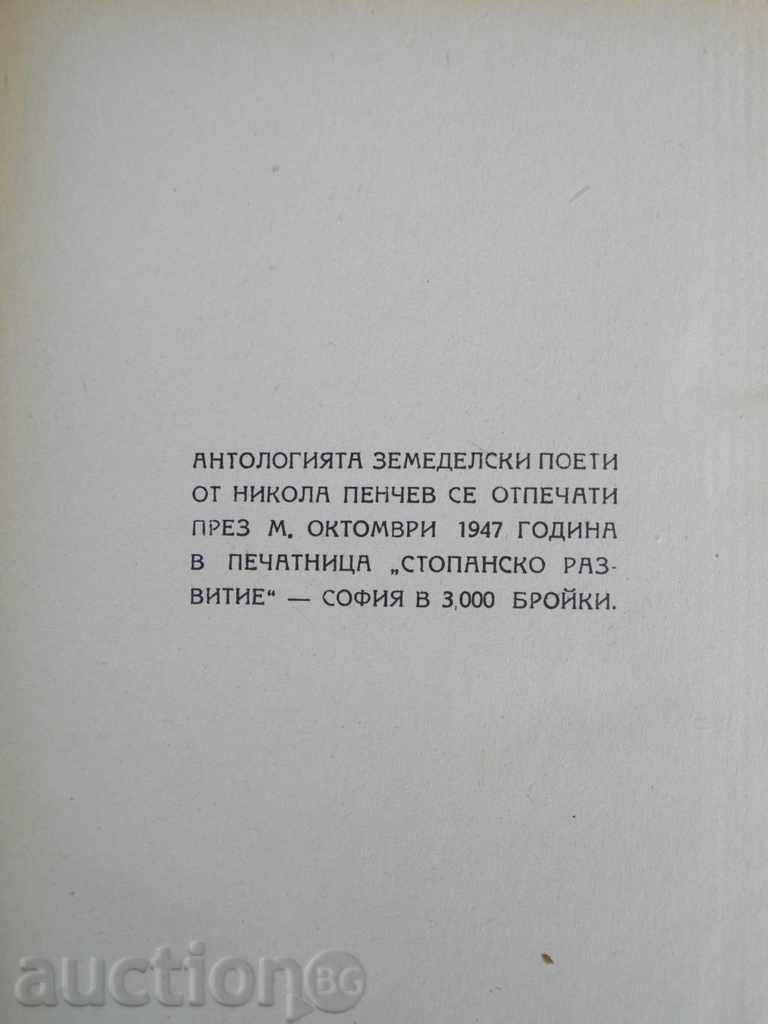 АНТОЛОГИЯТА ЗЕМЕДЕЛСКИ ПОЕТИ
ОТ НИКОЛА ПЕНЧЕВ СЕ ОТПЕЧАТИ
ПРЕЗ М. ОКТОМВРИ 1947 ГОДИНА
В ПЕЧАТНИЦА „СТОПАНСКО РАЗ-
ВИТИЕ“ — СОФИЯ В 3,000 БРОЙКИ.
auction BG